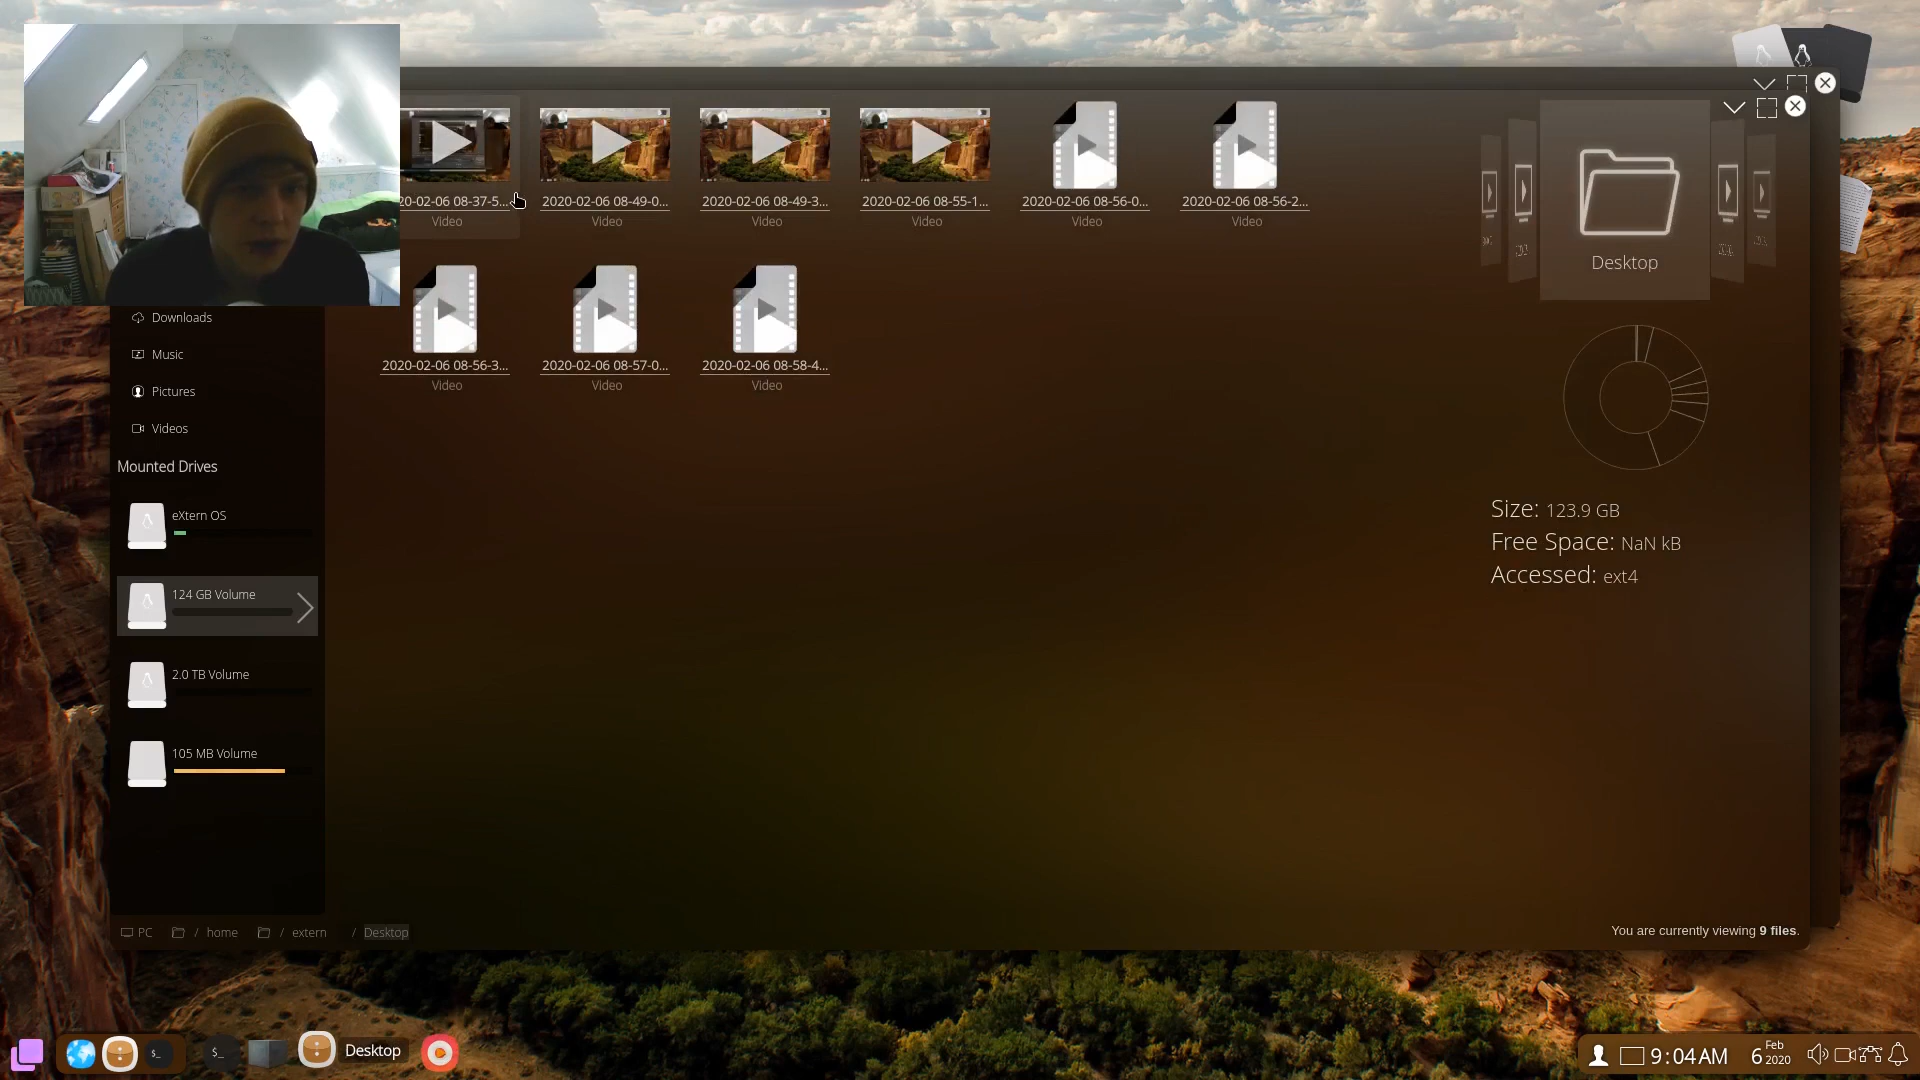 20-02-06 08-37-5...
2020-02-06 08-49-0...
2020-02-06 08-49-3...
2020-02-06 08-55-1...
2020-02-06 08-56-0...
2020-02-06 08-56-2...
Video
Video
Video
Video
Video
Video
2020-02-06 08-56-3...
2020-02-06 08-57-0...
2020-02-06 08-58-4...
Video
Video
Video
Desktop
Size: 123.9 GB
Free Space: NaN kB
Accessed: ext4
Downloads
Music
Pictures
Videos
Mounted Drives
eXtern OS
124 GB Volume
2.0 TB Volume
105 MB Volume
PC / home / extern / Desktop
You are currently viewing 9 files.
$_
$_
Desktop
9:04 AM
6 Feb 2020